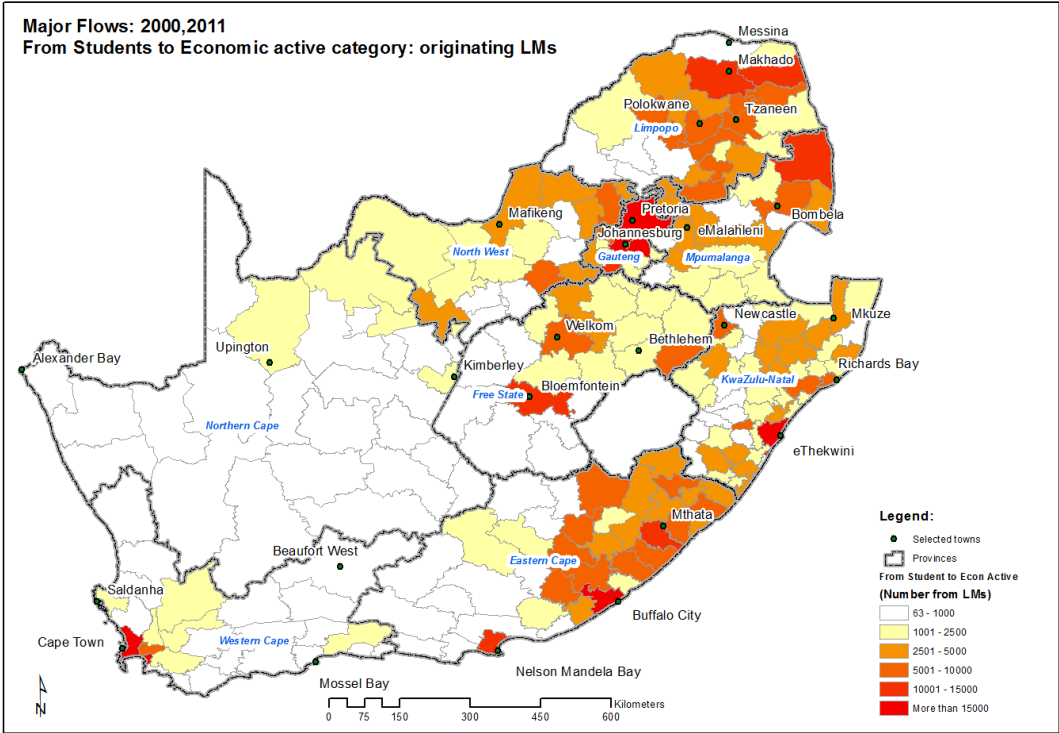 Major Flows: 2000,2011
From Students to Economic active category: originating LMs
Messina
Makhado
Polokwane
Tzaneen
Limpopo
Mafikeng
Pretoria
Bombela
Johannesburg
eMalahleni
North West
Gauteng
Mpumalanga
Newcastle
Mkuze
Welkom
Bethlehem
Upington
Alexander Bay
Kimberley
Richards Bay
KwaZulu-Natal
Bloemfontein
Free State
Northern Cape
eThekwini
Mthata
Beaufort West
Eastern Cape
Saldanha
Buffalo City
Cape Town
Western Cape
Nelson Mandela Bay
Mossel Bay
Legend:
Selected towns
Provinces
From Student to Econ Active
(Number from LMs)
63 - 1000
1001 - 2500
2501 - 5000
5001 - 10000
10001 - 15000
More than 15000
N
Kilometers
0 75 150 300 450 600